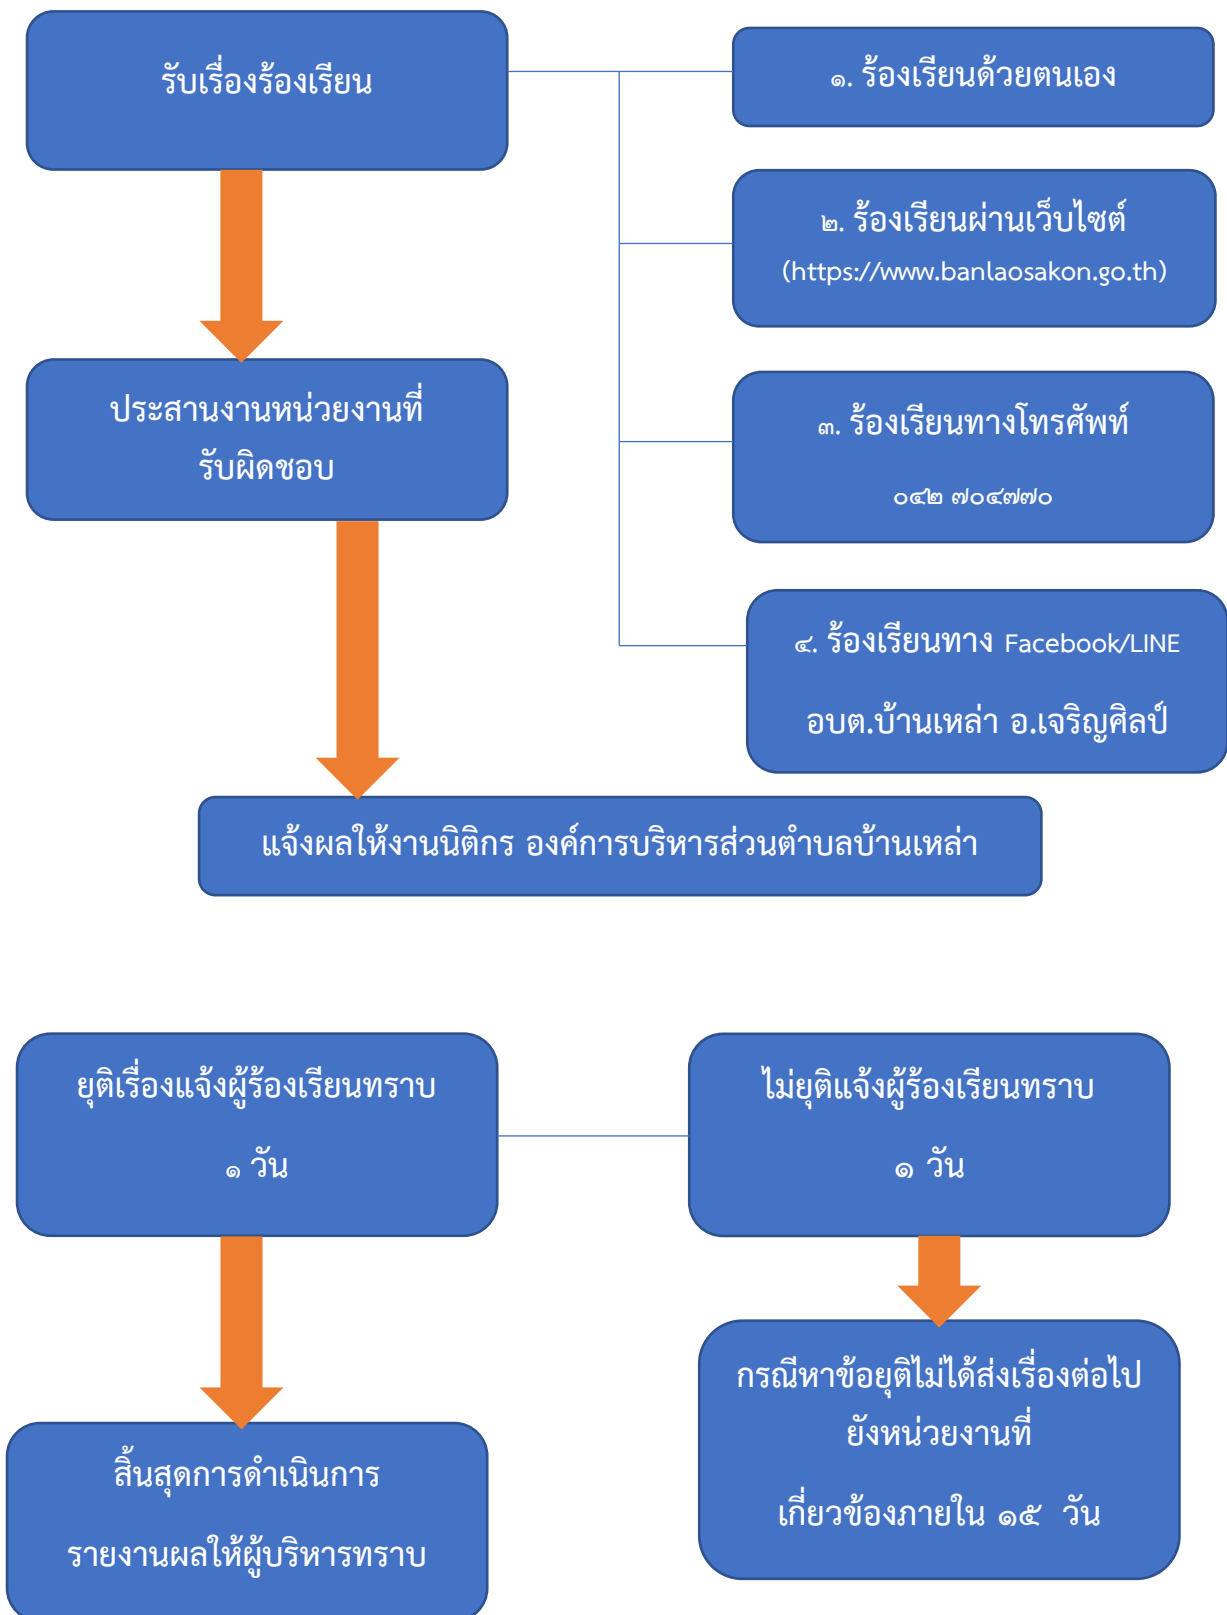 รับเรื่องร้องเรียน
๑. ร้องเรียนด้วยตนเอง
๒. ร้องเรียนผ่านเว็บไซต์
(https://www.banlaosakon.go.th)
ประสานงานหน่วยงานที่
รับผิดชอบ
๓. ร้องเรียนทางโทรศัพท์
๐๔๒ ๗๐๔๗๗๐
๔. ร้องเรียนทาง Facebook/LINE
อบต.บ้านเหล่า อ.เจริญศิลป์
แจ้งผลให้งานนิติกร องค์การบริหารส่วนตำบลบ้านเหล่า
ยุติเรื่องแจ้งผู้ร้องเรียนทราบ
๑ วัน
ไม่ยุติแจ้งผู้ร้องเรียนทราบ
๑ วัน
กรณีหาข้อยุติไม่ได้ส่งเรื่องต่อไป
ยังหน่วยงานที่
เกี่ยวข้องภายใน ๑๕ วัน
สิ้นสุดการดำเนินการ
รายงานผลให้ผู้บริหารทราบ